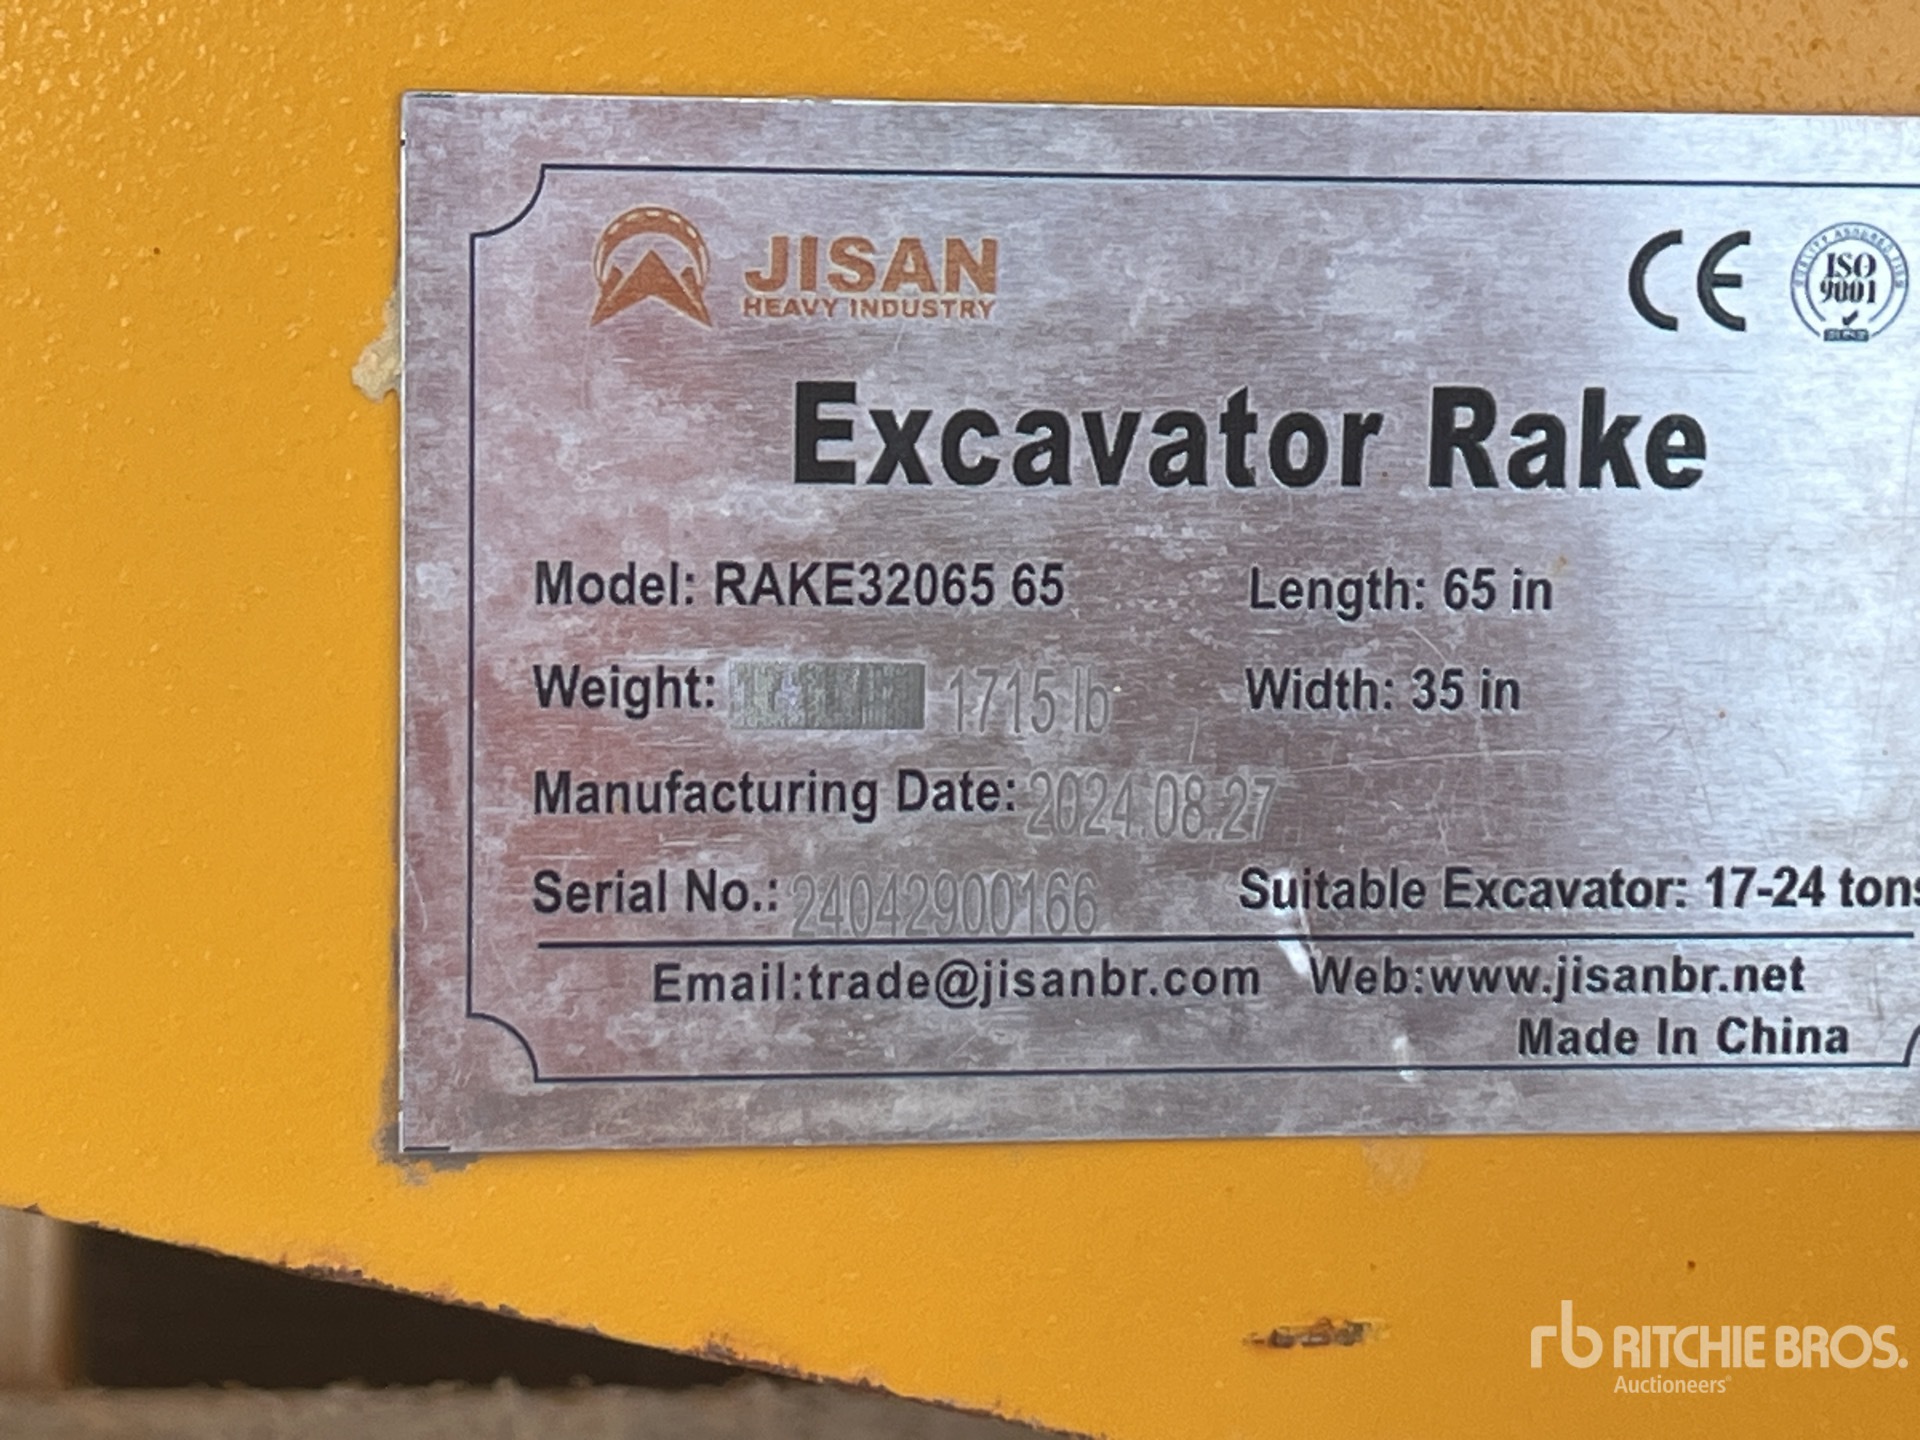 JISAN
HEAVY INDUSTRY
CE
ISO
9001
Excavator Rake
Model: RAKE32065 65 Length: 65 in
Weight: 1715 lb Width: 35 in
Manufacturing Date: 2024.08.27
Serial No.: 24042900166 Suitable Excavator: 17-24 tons
Email:trade@jisanbr.com Web:www.jisanbr.net
Made In China
rb RITCHIE BROS.
Auctioneers